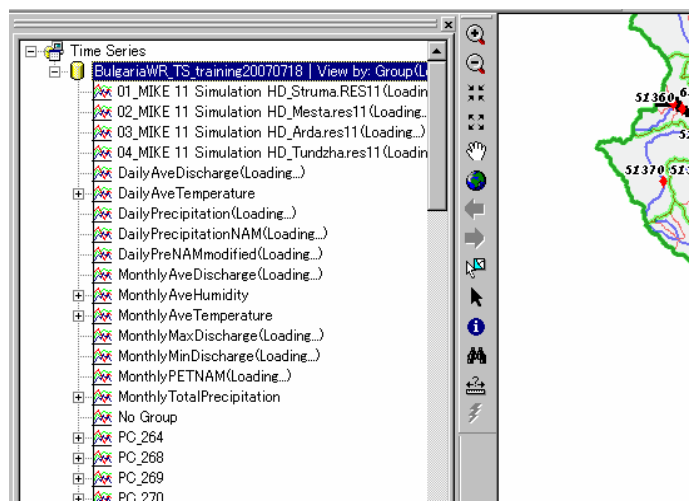 Time Series
BulgariaWR_TS_training20070718 | View by: Group(L
01_MIKE 11 Simulation HD_Struma.RES11(Loadin
02_MIKE 11 Simulation HD_Mesta.res11(Loading...
03_MIKE 11 Simulation HD_Arda.res11(Loading...)
04_MIKE 11 Simulation HD_Tundzha.res11(Loadin
DailyAveDischarge(Loading...)
DailyAveTemperature
DailyPrecipitation(Loading...)
DailyPrecipitationNAM(Loading...)
DailyPreNAMmodified(Loading...)
MonthlyAveDischarge(Loading...)
MonthlyAveHumidity
MonthlyAveTemperature
MonthlyMaxDischarge(Loading...)
MonthlyMinDischarge(Loading...)
MonthlyPETNAM(Loading...)
MonthlyTotalPrecipitation
No Group
PC_264
PC_268
PC_269
PC_270
51360
51370